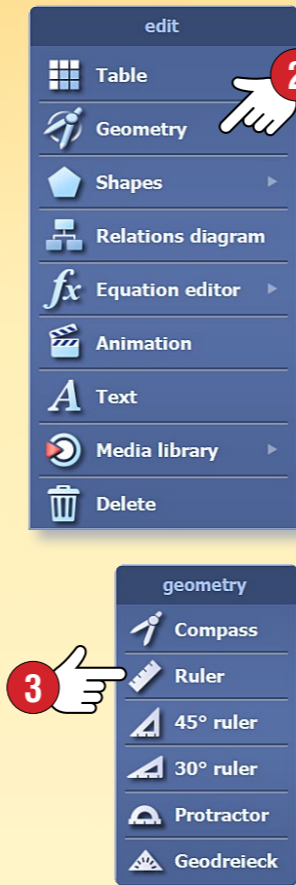 edit
2
Table
Geometry
Shapes
Relations diagram
fx Equation editor
Animation
A Text
Media library
Delete
geometry
Compass
3
Ruler
45° ruler
30° ruler
Protractor
Geodreieck